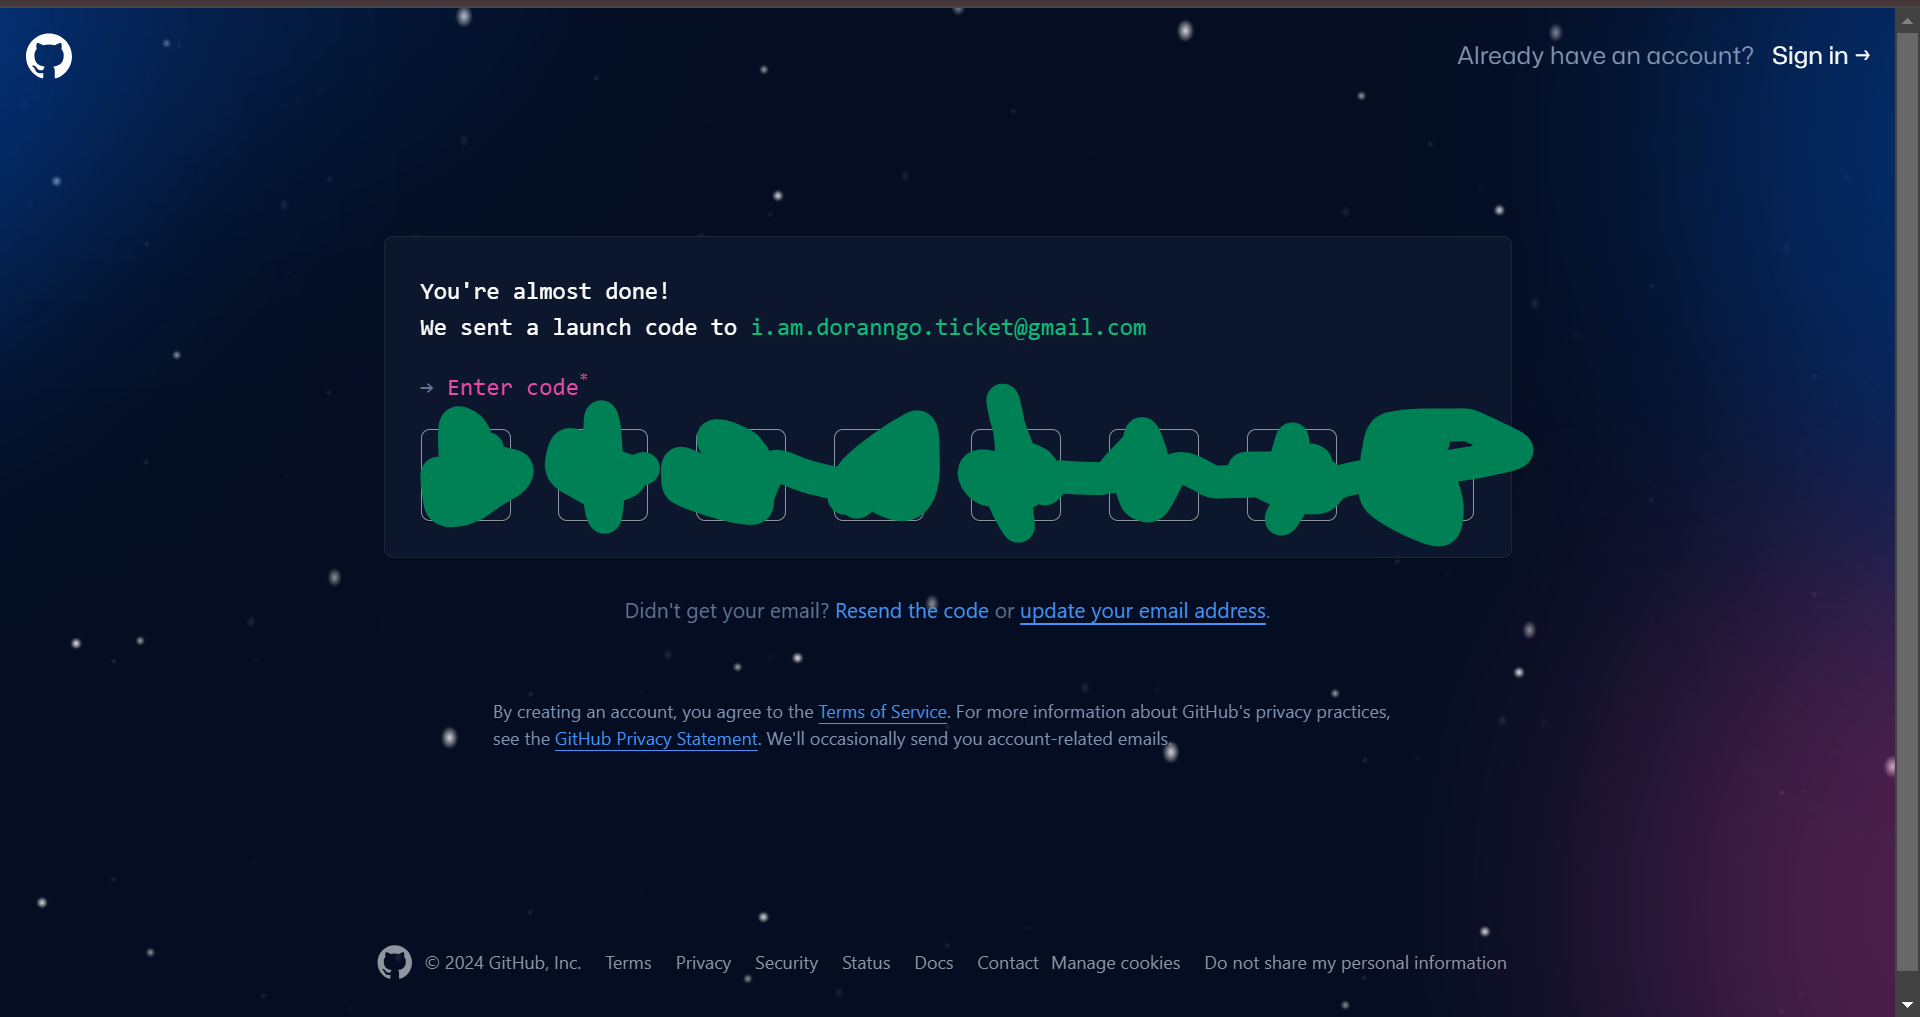 Already have an account? Sign in →
You're almost done!
We sent a launch code to i.am.doranngo.ticket@gmail.com
→ Enter code*
Didn't get your email? Resend the code or update your email address.
By creating an account, you agree to the Terms of Service. For more information about GitHub's privacy practices,
see the GitHub Privacy Statement. We'll occasionally send you account-related emails.
© 2024 GitHub, Inc. Terms Privacy Security Status Docs Contact Manage cookies Do not share my personal information